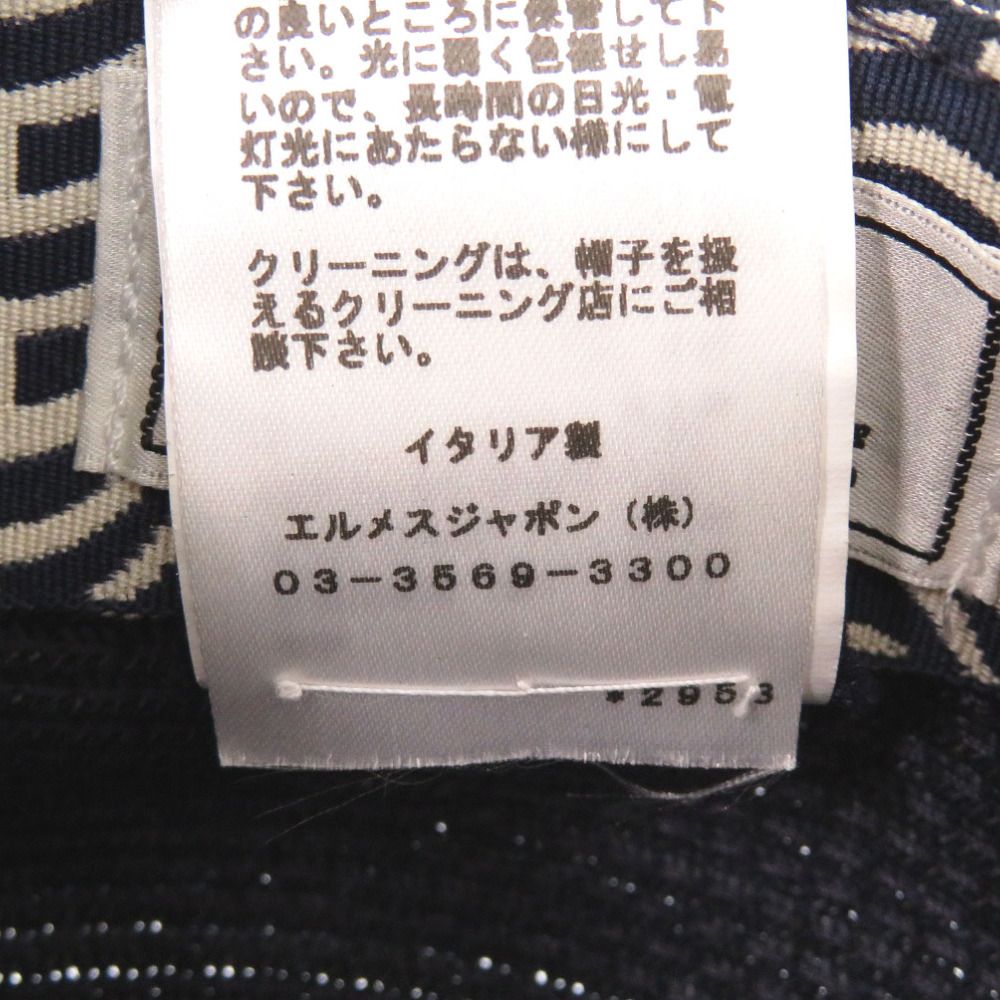 の良いところに保管して下
さい。光に弱く色褪せし易
いので、長時間の日光・電
灯光にあたらない様にして
下さい。
クリーニングは、帽子を扱
えるクリーニング店にご相
談下さい。
イタリア製
エルメスジャポン（株）
０３－３５６９－３３００
*2953